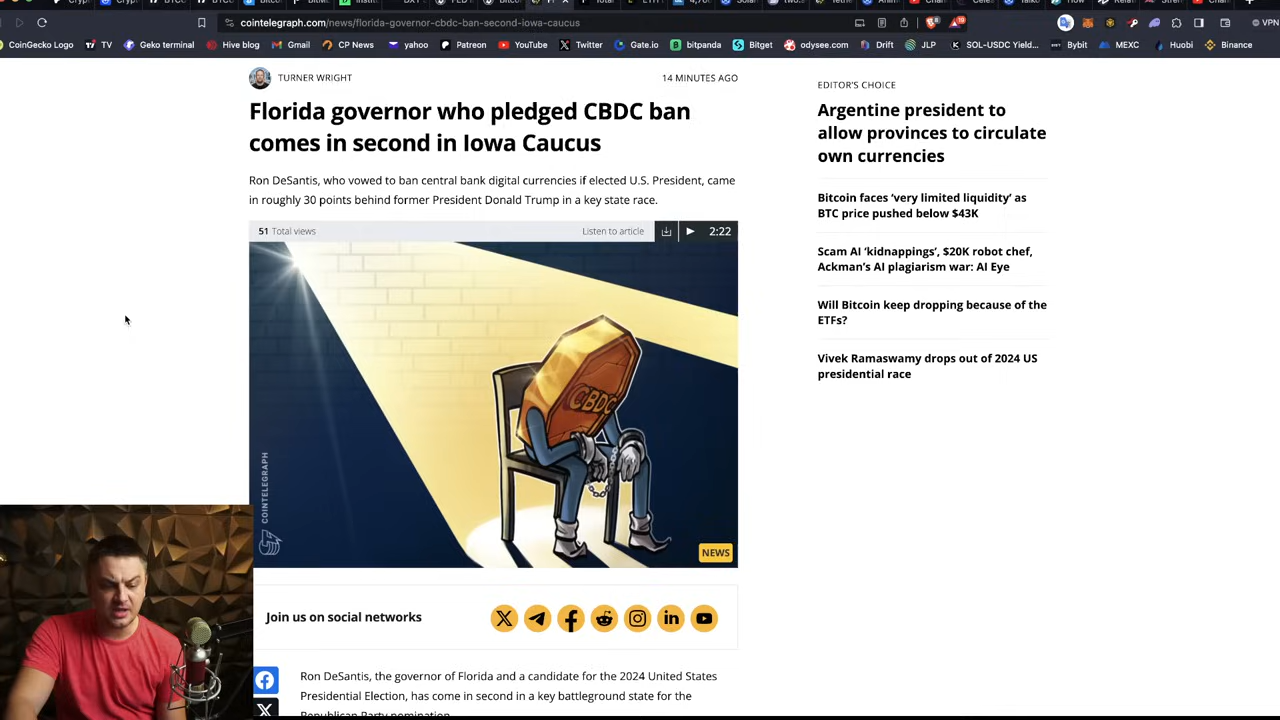 cointelegraph.com/news/florida-governor-cbdc-ban-second-iowa-caucus
VPN
CoinGecko Logo TV Geko terminal Hive blog Gmail CP News yahoo Patreon YouTube Twitter Gate.io bitpanda Bitget odysee.com Drift JLP SOL-USDC Yield... Bybit MEXC Huobi Binance
TURNER WRIGHT 14 MINUTES AGO
Florida governor who pledged CBDC ban
comes in second in Iowa Caucus
Ron DeSantis, who vowed to ban central bank digital currencies if elected U.S. President, came
in roughly 30 points behind former President Donald Trump in a key state race.
51 Total views Listen to article 2:22
CBDC
COINTELEGRAPH
NEWS
Join us on social networks
Ron DeSantis, the governor of Florida and a candidate for the 2024 United States
Presidential Election, has come in second in a key battleground state for the
Republican Party nomination
EDITOR'S CHOICE
Argentine president to
allow provinces to circulate
own currencies
Bitcoin faces ‘very limited liquidity’ as
BTC price pushed below $43K
Scam AI ‘kidnappings’, $20K robot chef,
Ackman’s AI plagiarism war: AI Eye
Will Bitcoin keep dropping because of the
ETFs?
Vivek Ramaswamy drops out of 2024 US
presidential race